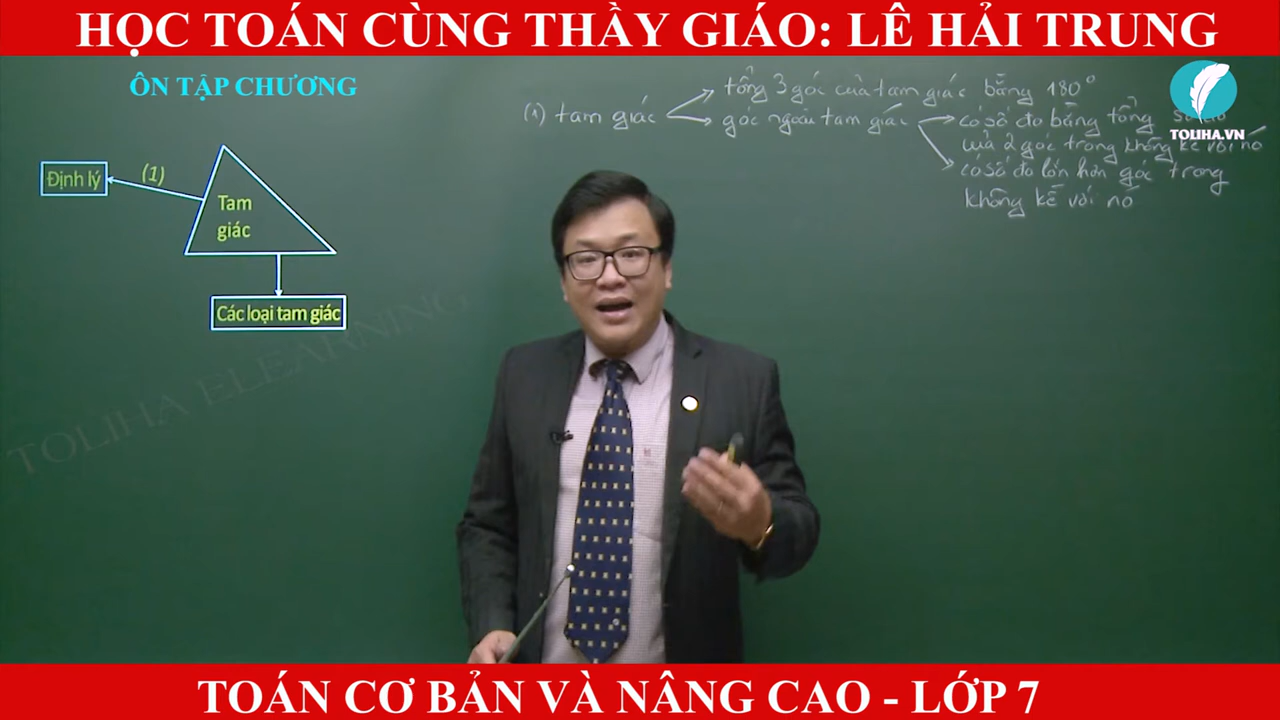 HỌC TOÁN CÙNG THẦY GIÁO: LÊ HẢI TRUNG
ÔN TẬP CHƯƠNG
TOLIHA.VN
(1) tam giác
tổng 3 góc của tam giác bằng 180°
góc ngoài tam giác
có số đo bằng tổng số đo
của 2 góc trong không kề với nó
có số đo lớn hơn góc trong
không kề với nó
Định lý
(1)
Tam
giác
Các loại tam giác
TOLIHA ELEARNING
TOÁN CƠ BẢN VÀ NÂNG CAO - LỚP 7